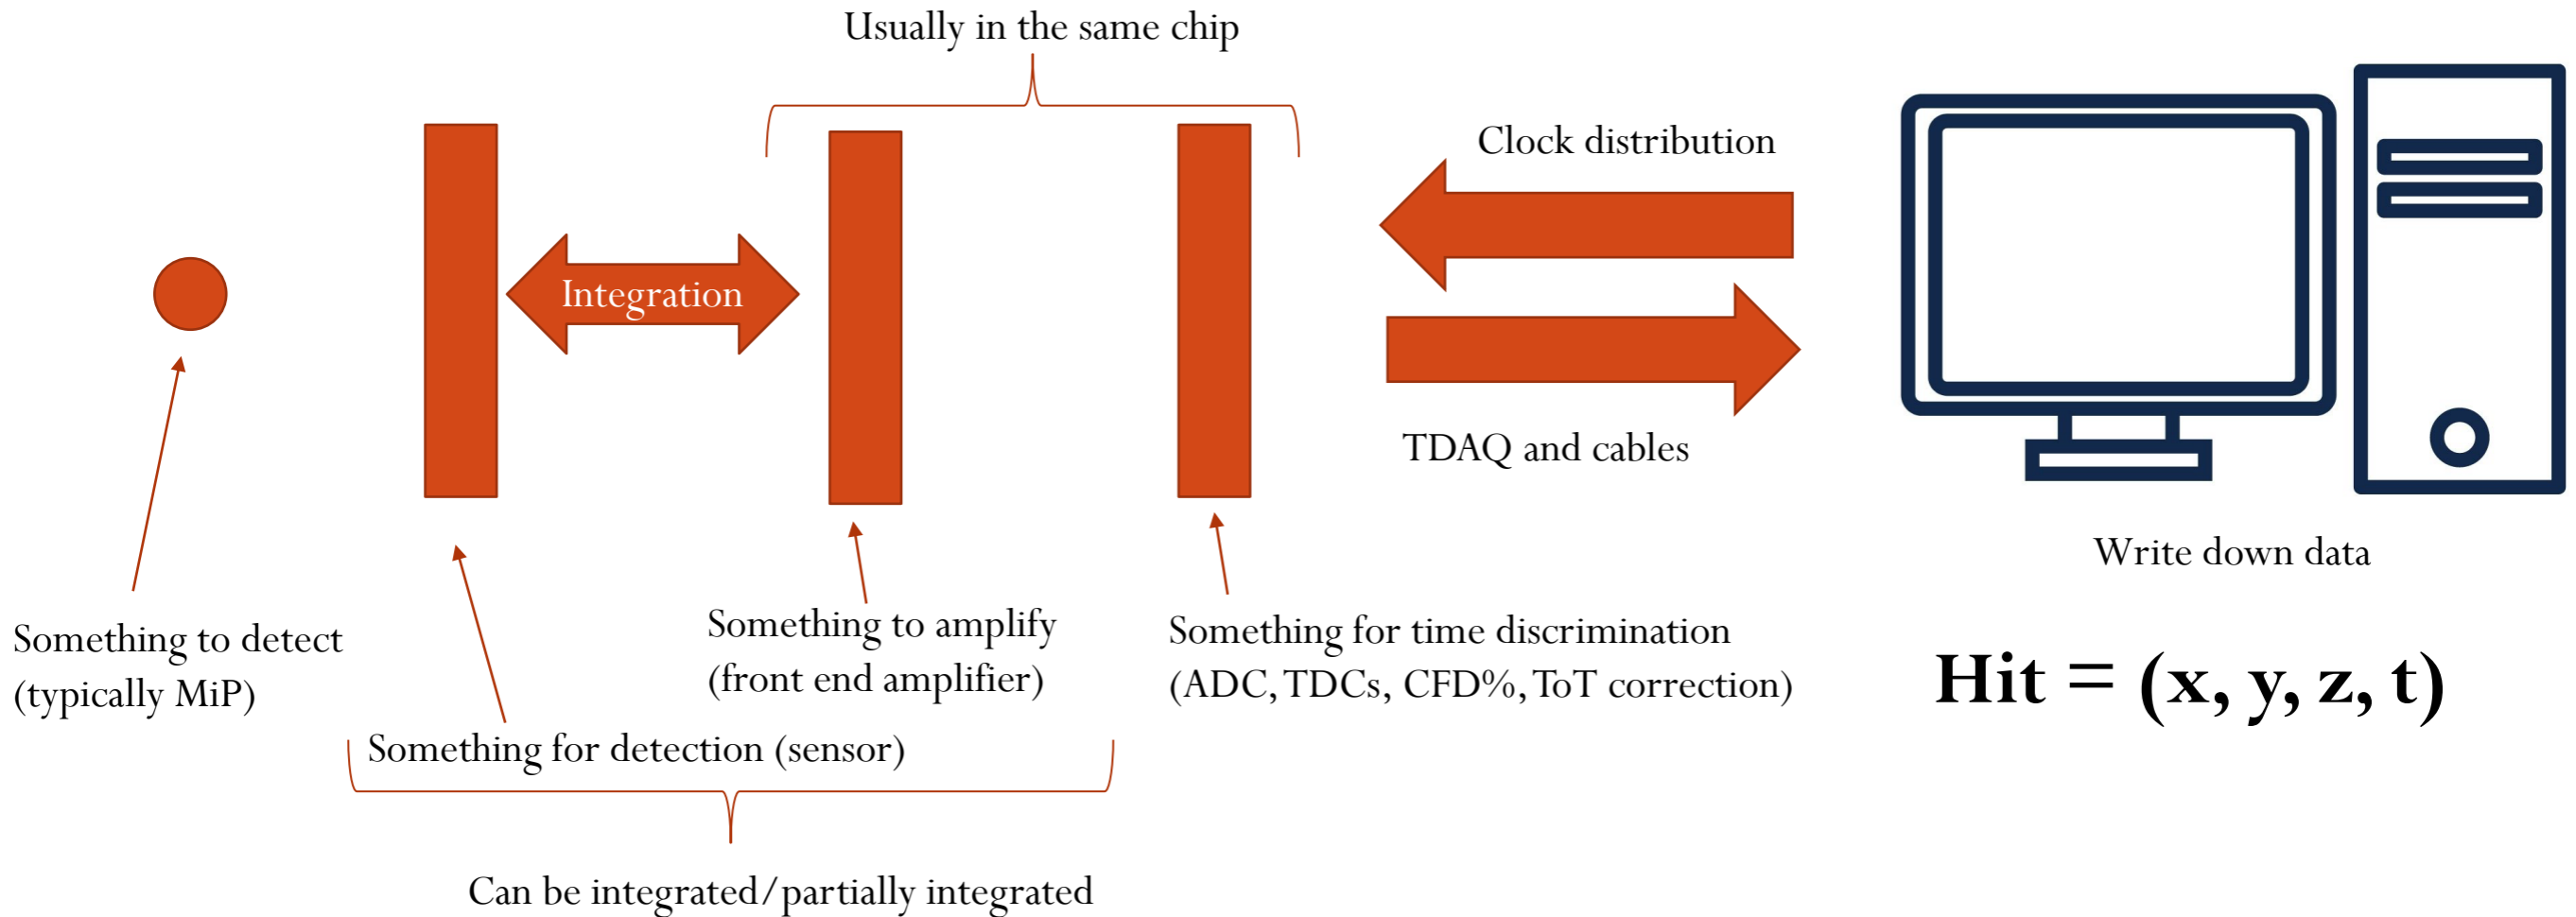 Usually in the same chip
Clock distribution
Integration
TDAQ and cables
Write down data
Something to detect
(typically MiP)
Something to amplify
(front end amplifier)
Something for time discrimination
(ADC, TDCs, CFD%, ToT correction)
Hit = (x, y, z, t)
Something for detection (sensor)
Can be integrated/partially integrated